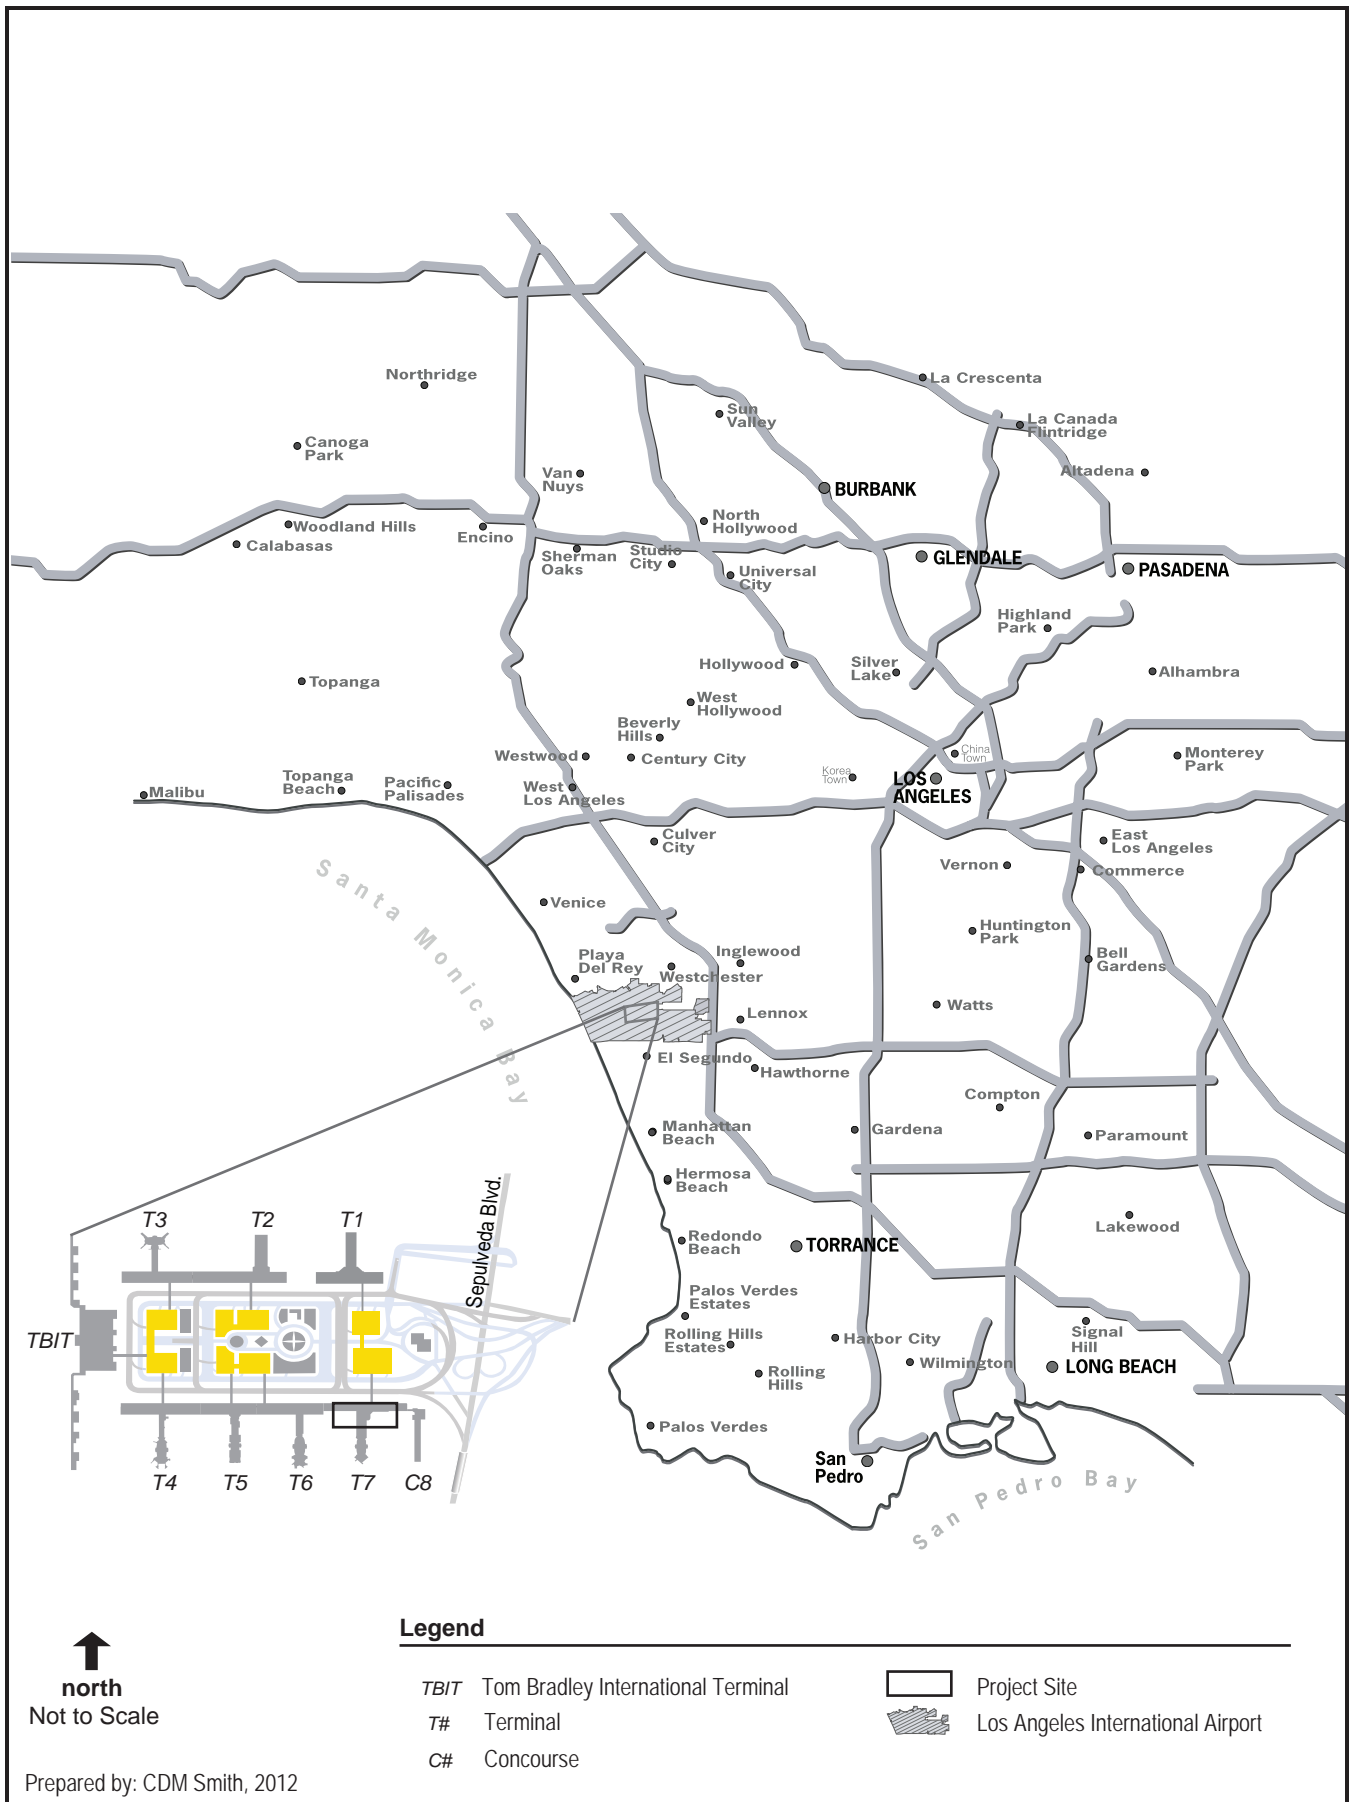 Northridge
La Crescenta
Sun
Valley
La Canada
Flintridge
Canoga
Park
Altadena
Van
Nuys
BURBANK
North
Hollywood
Woodland Hills
Encino
Calabasas
Sherman
Oaks
Studio
City
GLENDALE
PASADENA
Universal
City
Highland
Park
Hollywood
Silver
Lake
Alhambra
Topanga
West
Hollywood
Beverly
Hills
Westwood
Century City
China
Town
Monterey
Park
Korea
Town
LOS
ANGELES
Topanga
Beach
Pacific
Palisades
Malibu
West
Los Angeles
Culver
City
East
Los Angeles
Vernon
Commerce
Santa Monica Bay
Venice
Huntington
Park
Playa
Del Rey
Inglewood
Westchester
Bell
Gardens
Lennox
Watts
El Segundo
Hawthorne
Compton
Manhattan
Beach
Gardena
Paramount
Hermosa
Beach
Lakewood
Redondo
Beach
TORRANCE
Palos Verdes
Estates
Rolling Hills
Estates
Harbor City
Signal
Hill
Wilmington
LONG BEACH
Rolling
Hills
Palos Verdes
San
Pedro
San Pedro Bay
T3
T2
T1
Sepulveda Blvd.
TBIT
T4
T5
T6
T7
C8
north
Not to Scale
Legend
TBIT Tom Bradley International Terminal
T# Terminal
C# Concourse
Project Site
Los Angeles International Airport
Prepared by: CDM Smith, 2012